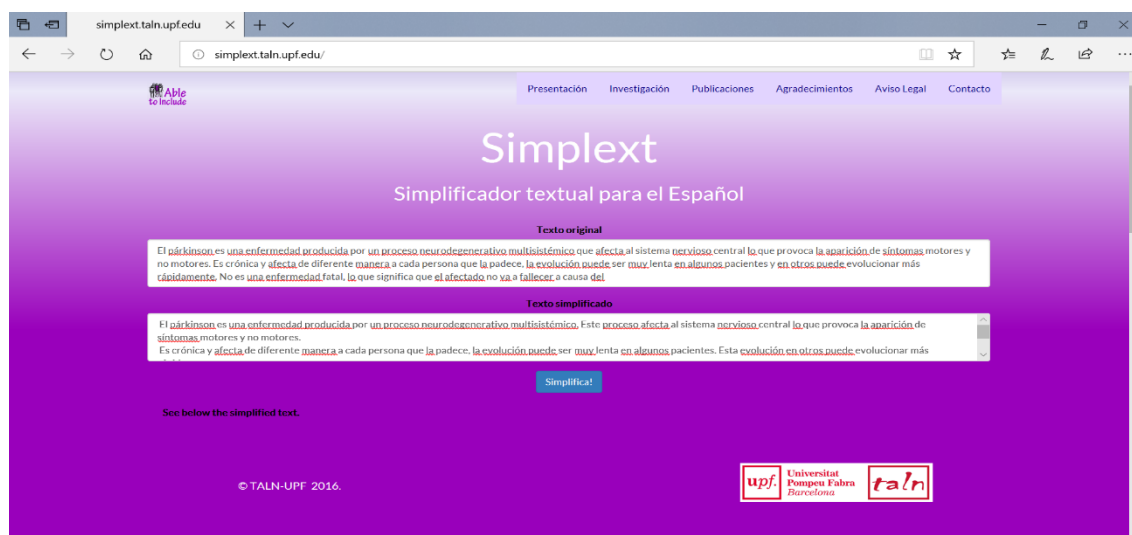 simplext.taln.upf.edu
simplext.taln.upf.edu/
Able
to Include
Presentación Investigación Publicaciones Agradecimientos Aviso Legal Contacto
Simplext
Simplificador textual para el Español
Texto original
El párkinson es una enfermedad producida por un proceso neurodegenerativo multisistémico que afecta al sistema nervioso central lo que provoca la aparición de síntomas motores y
no motores. Es crónica y afecta de diferente manera a cada persona que la padece, la evolución puede ser muy lenta en algunos pacientes y en otros puede evolucionar más
rápidamente. No es una enfermedad fatal, lo que significa que el afectado no va a fallecer a causa del
Texto simplificado
El párkinson es una enfermedad producida por un proceso neurodegenerativo multisistémico. Este proceso afecta al sistema nervioso central lo que provoca la aparición de
síntomas motores y no motores.
Es crónica y afecta de diferente manera a cada persona que la padece, la evolución puede ser muy lenta en algunos pacientes. Esta evolución en otros puede evolucionar más
Simplifica!
See below the simplified text.
© TALN-UPF 2016.
upf. Universitat
Pompeu Fabra
Barcelona
taln